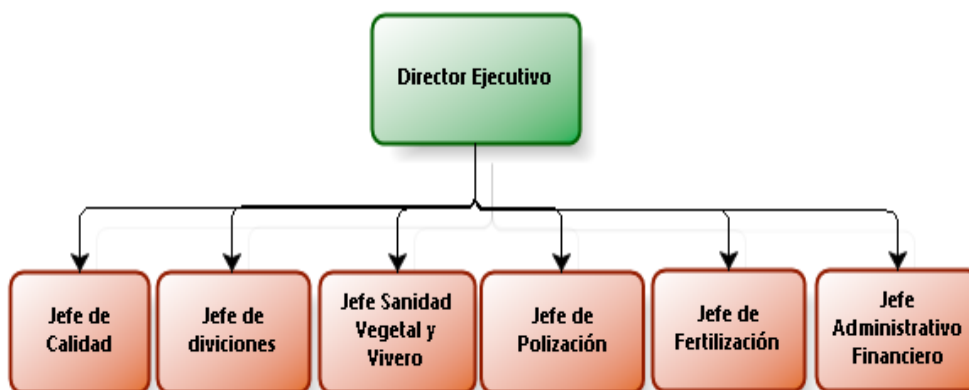 Director Ejecutivo
Jefe de
Calidad
Jefe de
diviciones
Jefe Sanidad
Vegetal y
Vivero
Jefe de
Polización
Jefe de
Fertilización
Jefe
Administrativo
Financiero